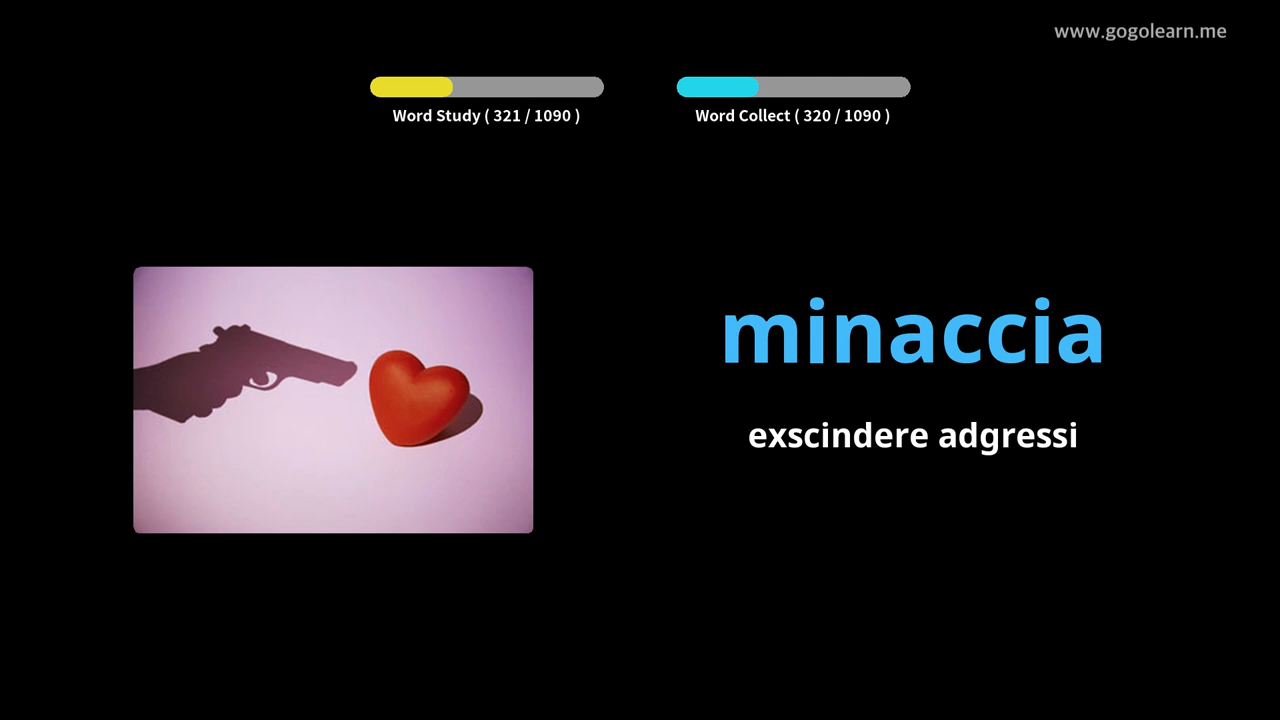 www.gogolearn.me
Word Study ( 321 / 1090 )
Word Collect ( 320 / 1090 )
minaccia
exscindere adgressi